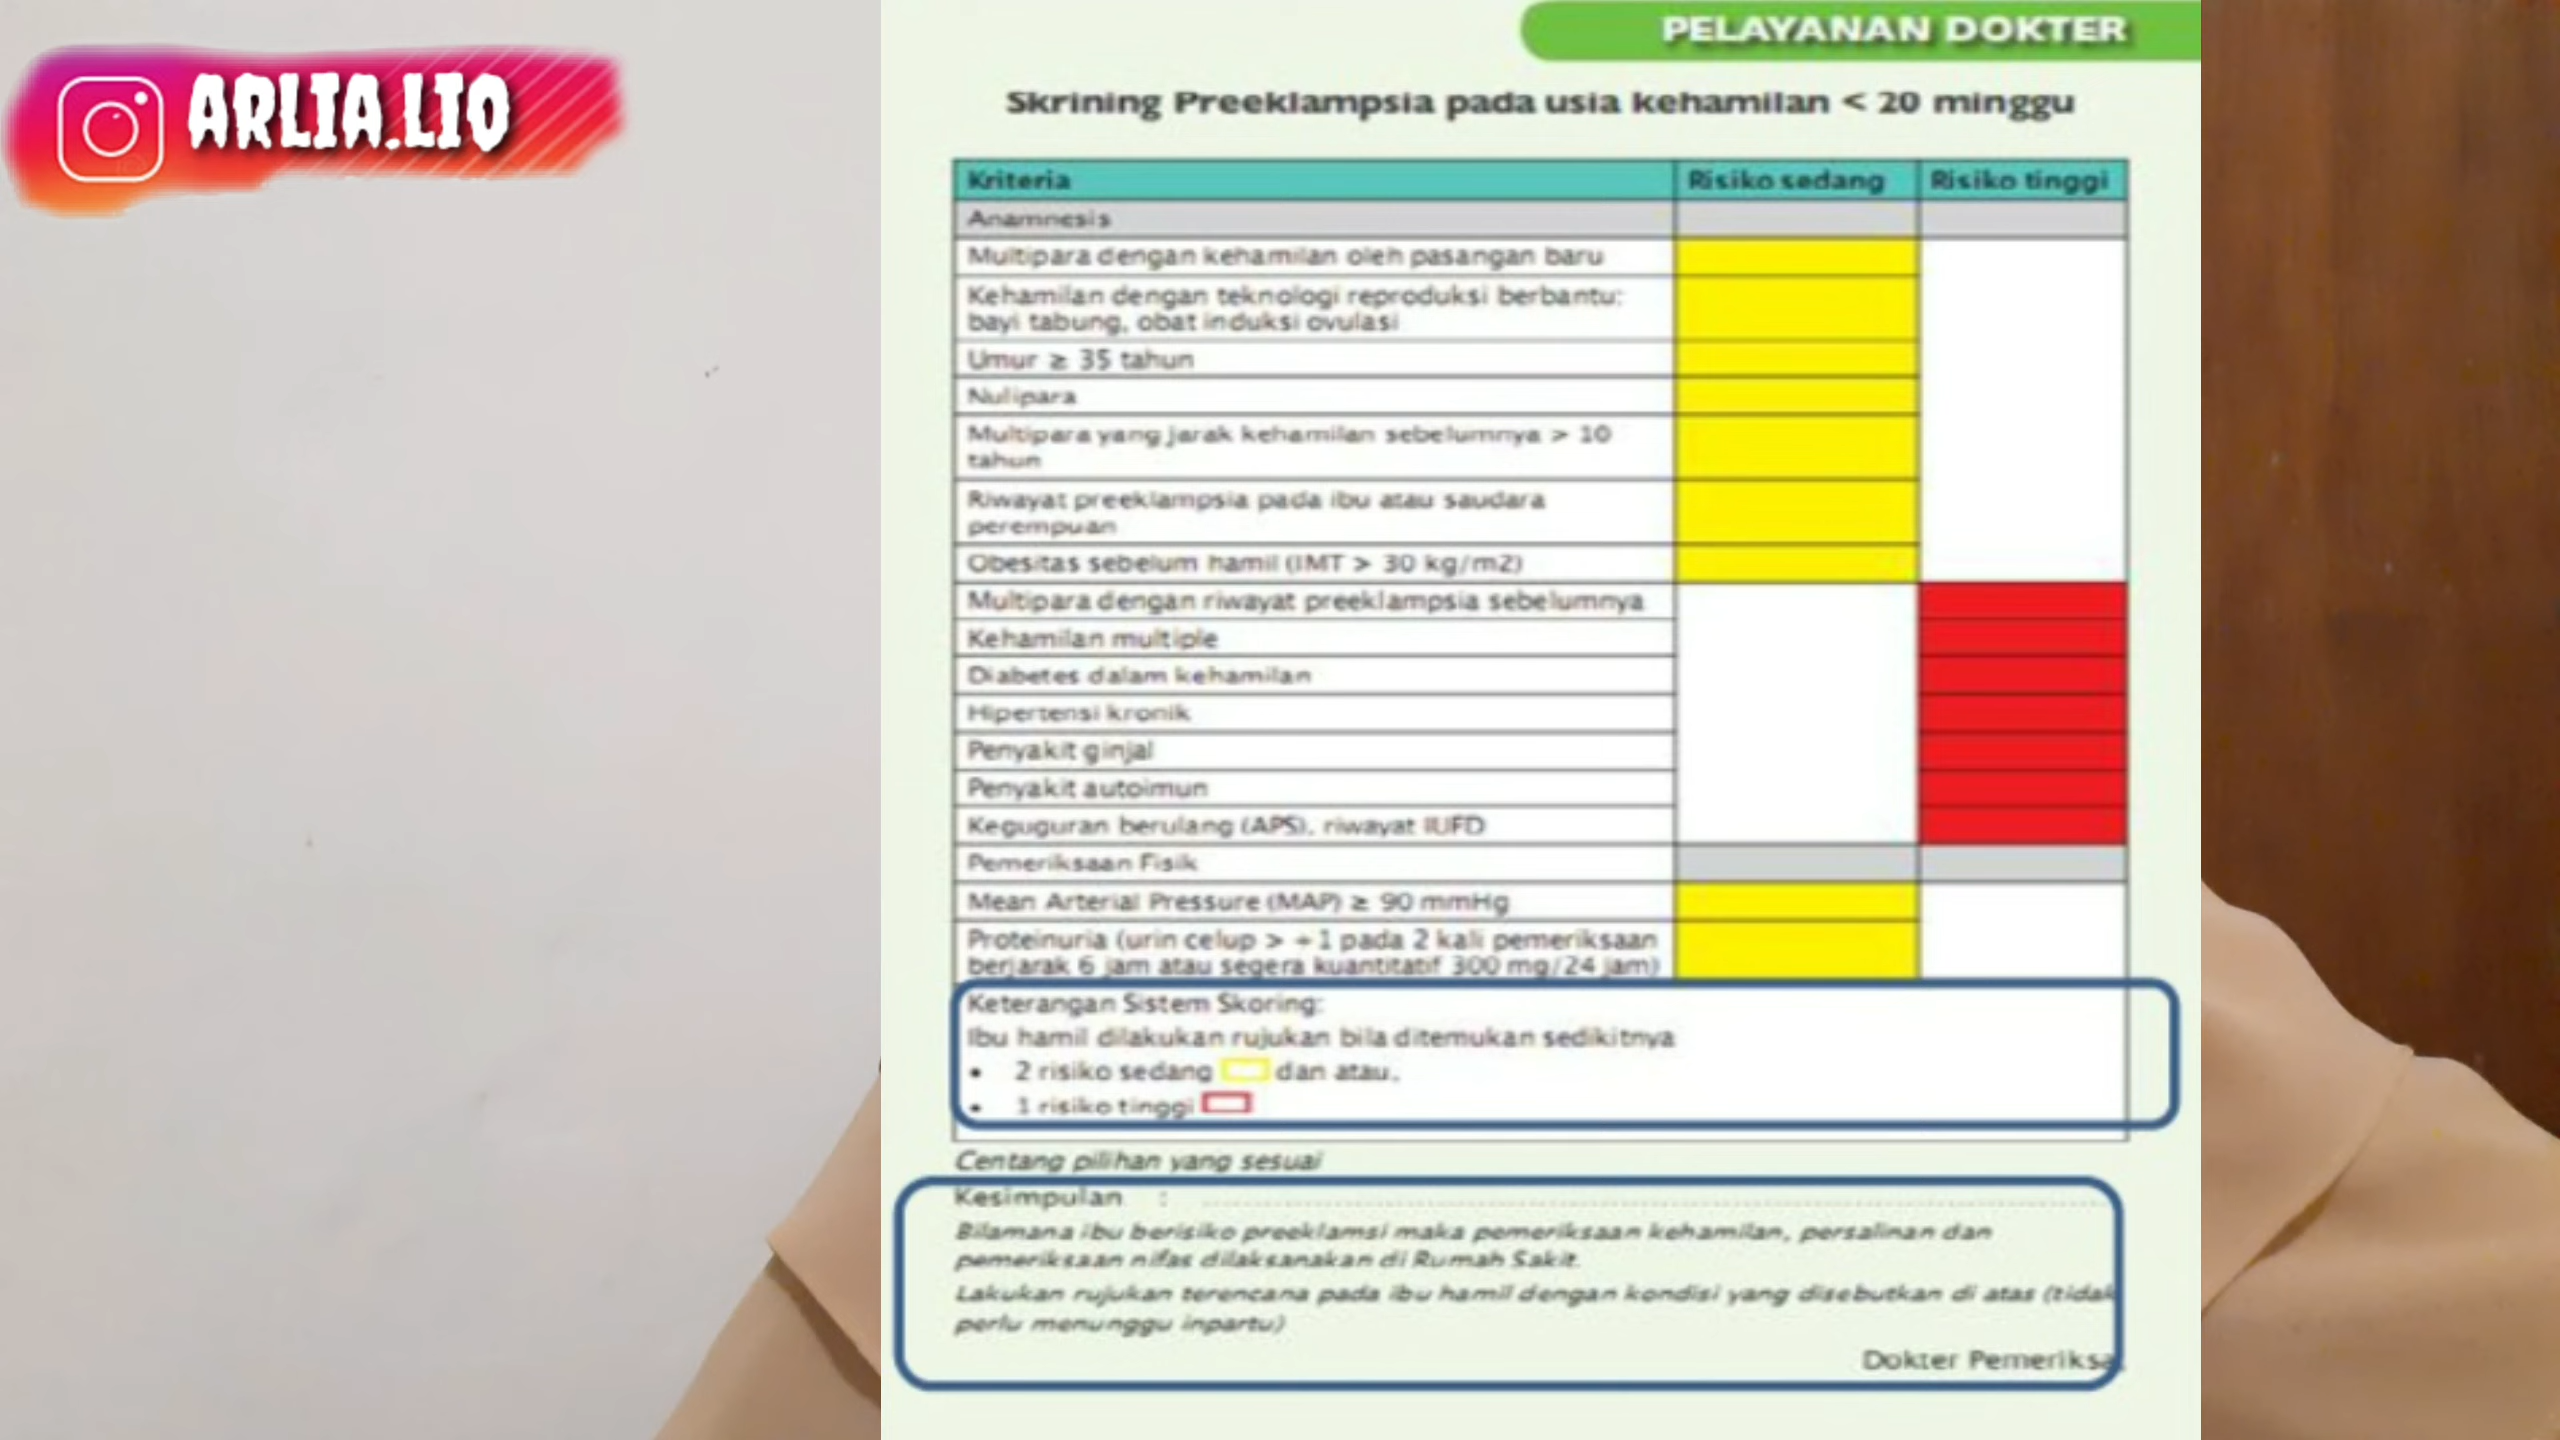 ARLIA.LIO
PELAYANAN DOKTER
Skrining Preeklampsia pada usia kehamilan < 20 minggu
Kriteria Risiko sedang Risiko tinggi
Anamnesis
Multipara dengan kehamilan oleh pasangan baru
Kehamilan dengan teknologi reproduksi berbantu:
bayi tabung, obat induksi ovulasi
Umur ≥ 35 tahun
Nulipara
Multipara yang jarak kehamilan sebelumnya > 10
tahun
Riwayat preeklampsia pada ibu atau saudara
perempuan
Obesitas sebelum hamil (IMT > 30 kg/m2)
Multipara dengan riwayat preeklampsia sebelumnya
Kehamilan multiple
Diabetes dalam kehamilan
Hipertensi kronik
Penyakit ginjal
Penyakit autoimun
Keguguran berulang (APS), riwayat IUFD
Pemeriksaan Fisik
Mean Arterial Pressure (MAP) ≥ 90 mmHg
Proteinuria (urin celup > +1 pada 2 kali pemeriksaan
berjarak 6 jam atau segera kuantitatif 300 mg/24 jam)
Keterangan Sistem Skoring:
Ibu hamil dilakukan rujukan bila ditemukan sedikitnya
• 2 risiko sedang dan atau,
• 1 risiko tinggi
Centang pilihan yang sesuai
Kesimpulan :
Bilamana ibu berisiko preeklamsi maka pemeriksaan kehamilan, persalinan dan
pemeriksaan nifas dilaksanakan di Rumah Sakit.
Lakukan rujukan terencana pada ibu hamil dengan kondisi yang disebutkan di atas (tidak
perlu menunggu inpartu)
Dokter Pemeriksa